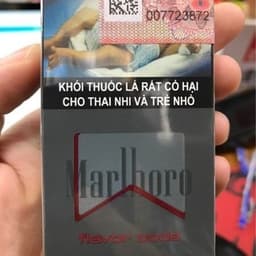 007723872
KHÓI THUỐC LÁ RẤT CÓ HẠI
CHO THAI NHI VÀ TRẺ NHỎ
Marlboro